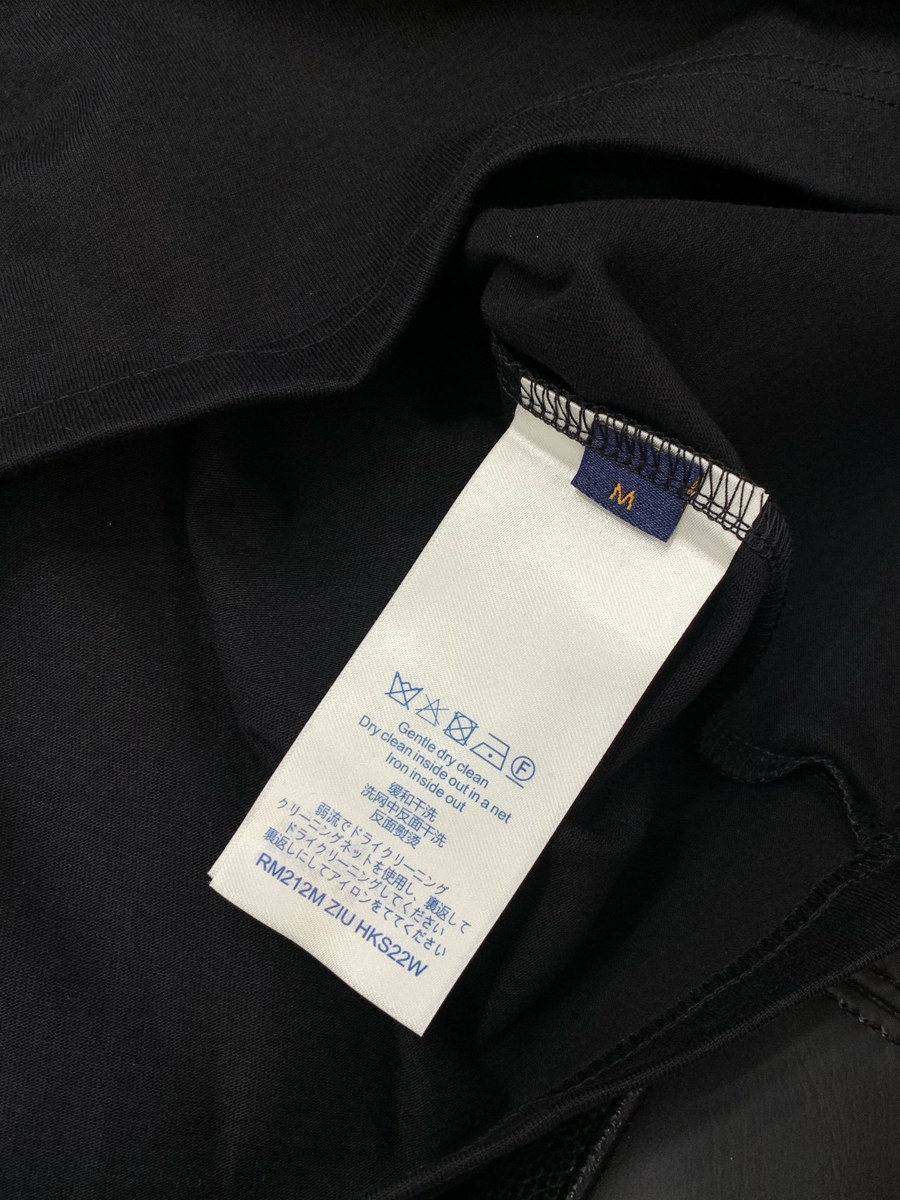 M
F
Gentle dry clean
Dry clean inside out in a net
Iron inside out
缓和干洗
洗网中反面干洗
反面熨烫
弱流でドライクリーニング
クリーニングネットを使用し、裏返して
ドライクリーニングしてください
裏返しにしてアイロンをててください
RM212M ZIU HKS22W